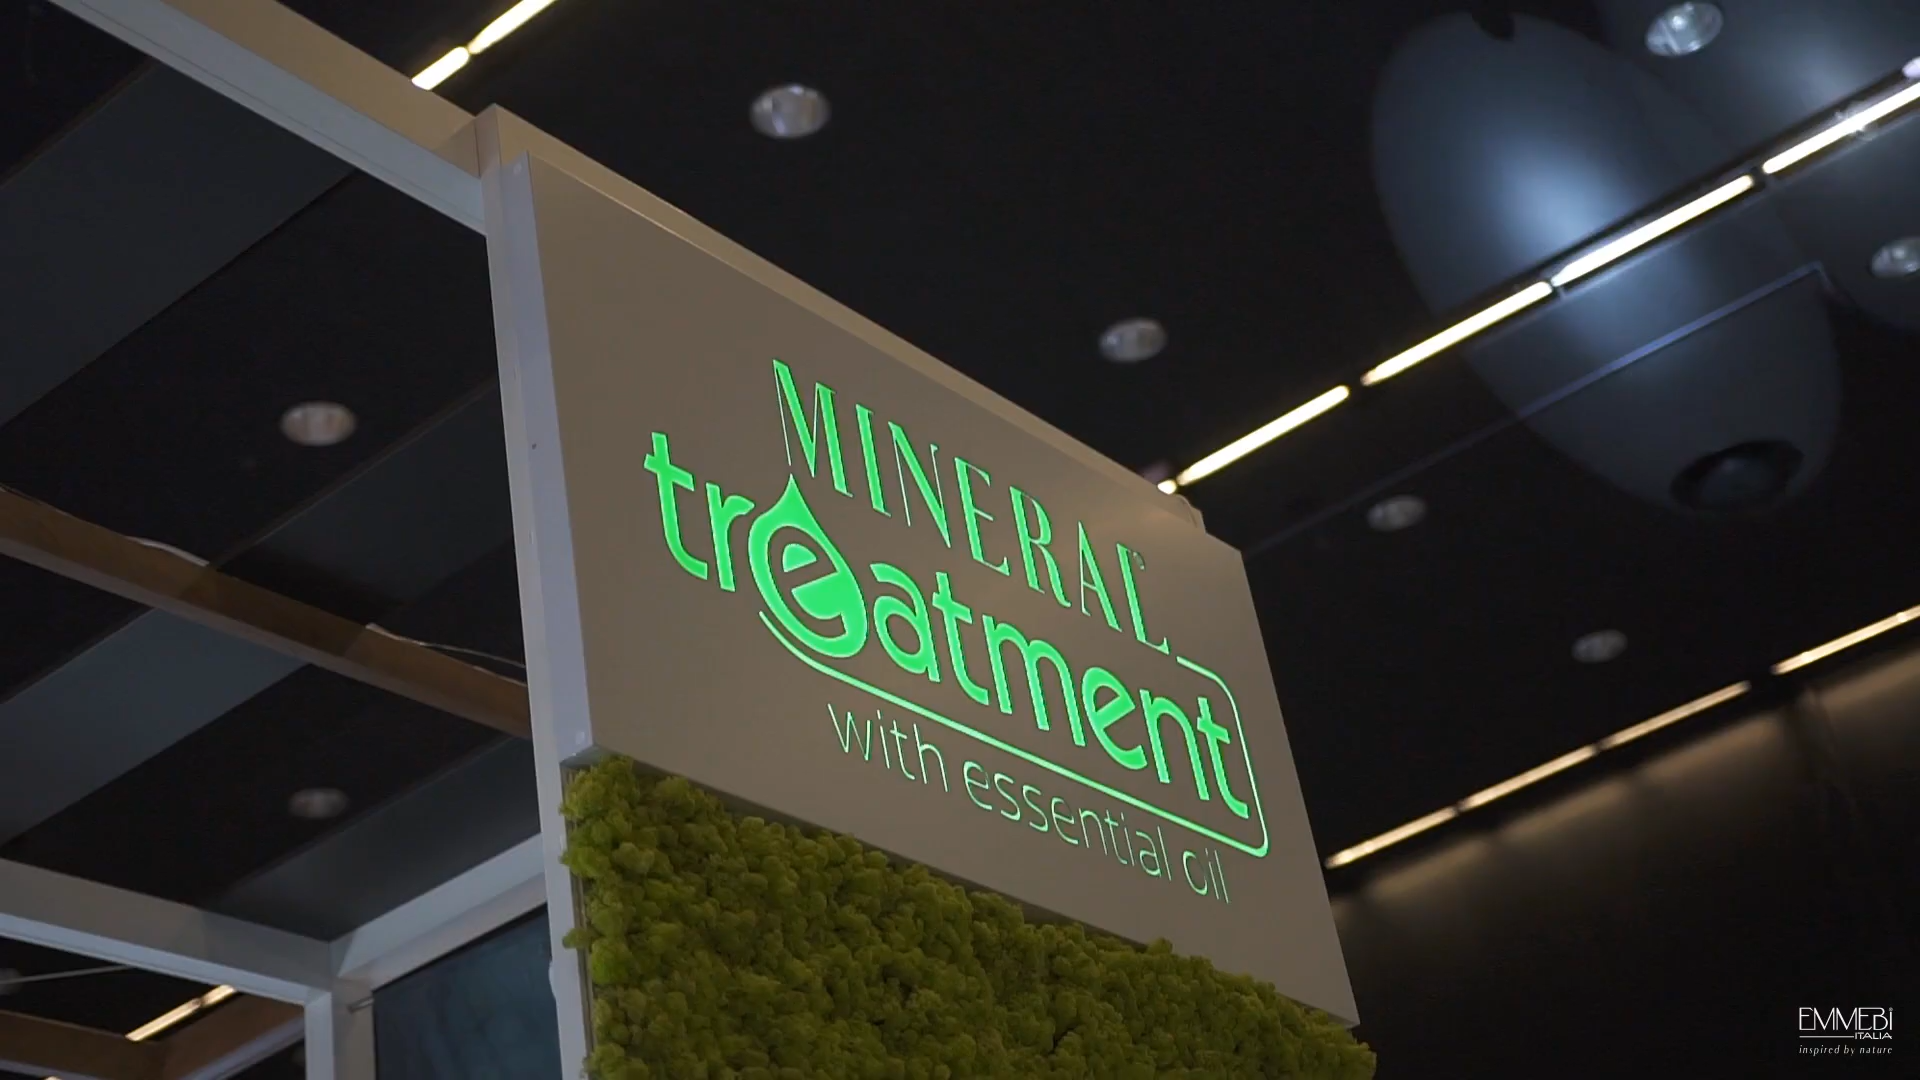 MINERAL
treatment
with essential oil
EMMEBI
ITALIA
inspired by nature